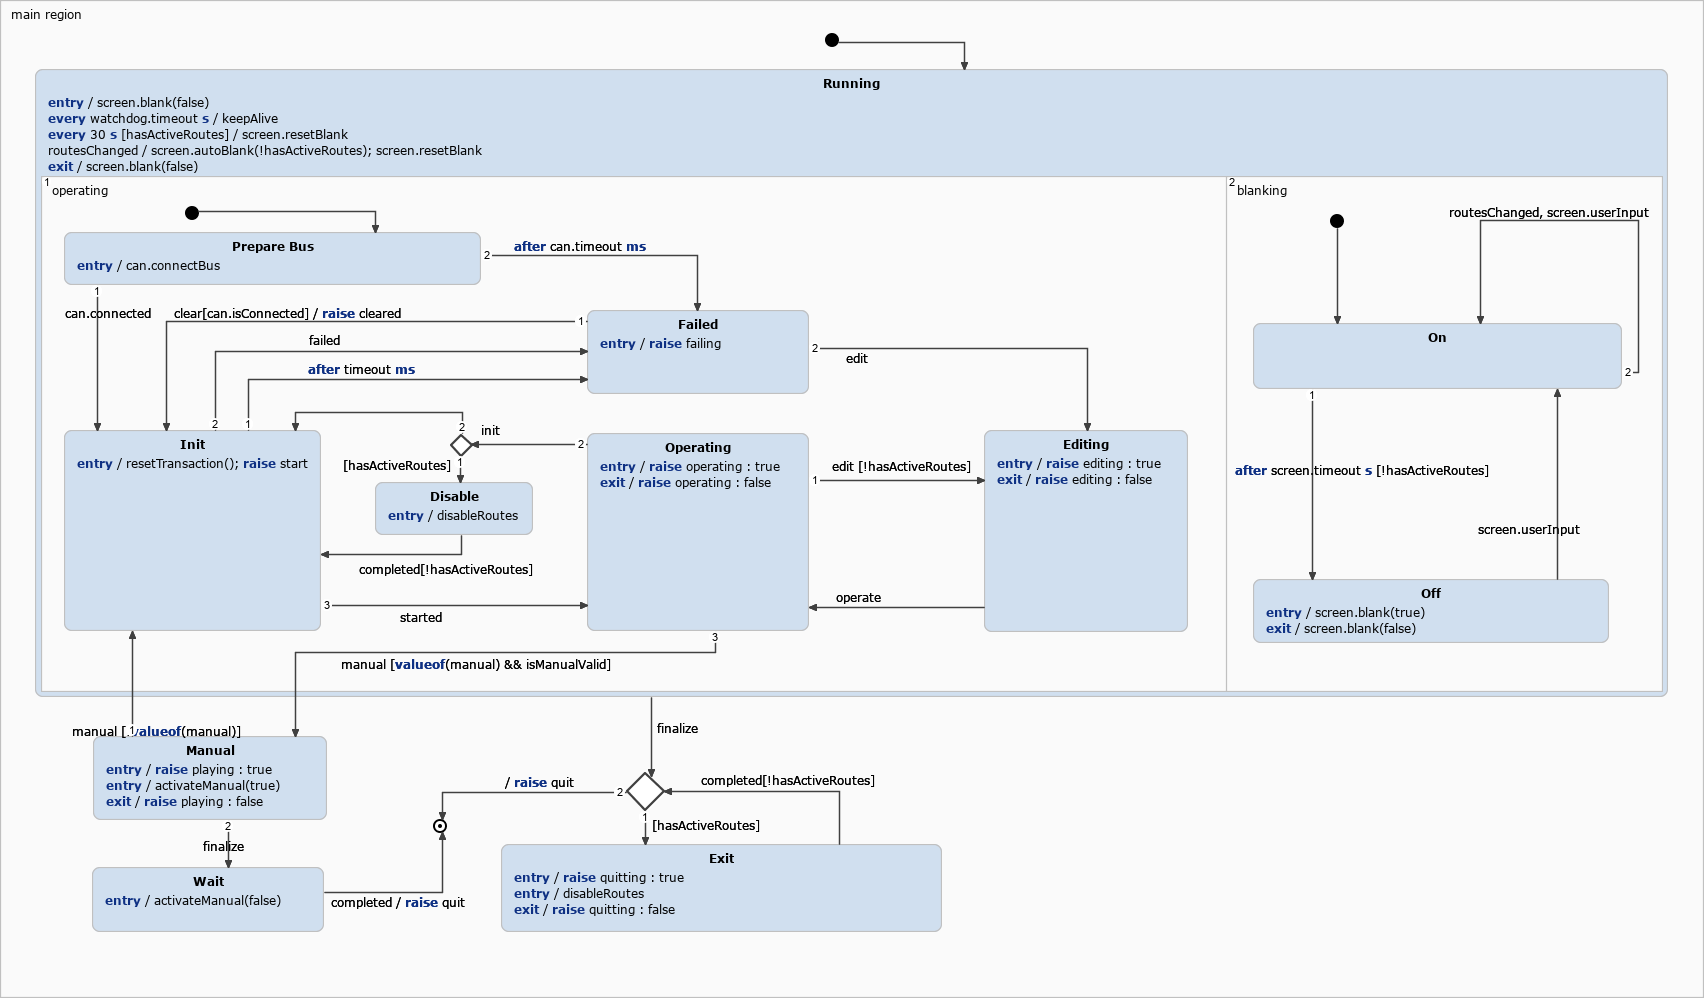 main region
Running
entry / screen.blank(false)
every watchdog.timeout s / keepAlive
every 30 s [hasActiveRoutes] / screen.resetBlank
routesChanged / screen.autoBlank(!hasActiveRoutes); screen.resetBlank
exit / screen.blank(false)
1
operating
Prepare Bus
entry / can.connectBus
2
after can.timeout ms
1
can.connected
clear[can.isConnected] / raise cleared
1
Failed
entry / raise failing
failed
after timeout ms
2
edit
2
1
Init
entry / resetTransaction(); raise start
2
init
2
[hasActiveRoutes]
1
Disable
entry / disableRoutes
completed[!hasActiveRoutes]
3
started
Operating
entry / raise operating : true
exit / raise operating : false
edit [!hasActiveRoutes]
1
Editing
entry / raise editing : true
exit / raise editing : false
operate
3
manual [valueof(manual) && isManualValid]
2
blanking
routesChanged, screen.userInput
On
2
1
after screen.timeout s [!hasActiveRoutes]
screen.userInput
Off
entry / screen.blank(true)
exit / screen.blank(false)
manual [!valueof(manual)]
1
Manual
entry / raise playing : true
entry / activateManual(true)
exit / raise playing : false
2
finalize
Wait
entry / activateManual(false)
completed / raise quit
finalize
/ raise quit
2
completed[!hasActiveRoutes]
1
[hasActiveRoutes]
Exit
entry / raise quitting : true
entry / disableRoutes
exit / raise quitting : false